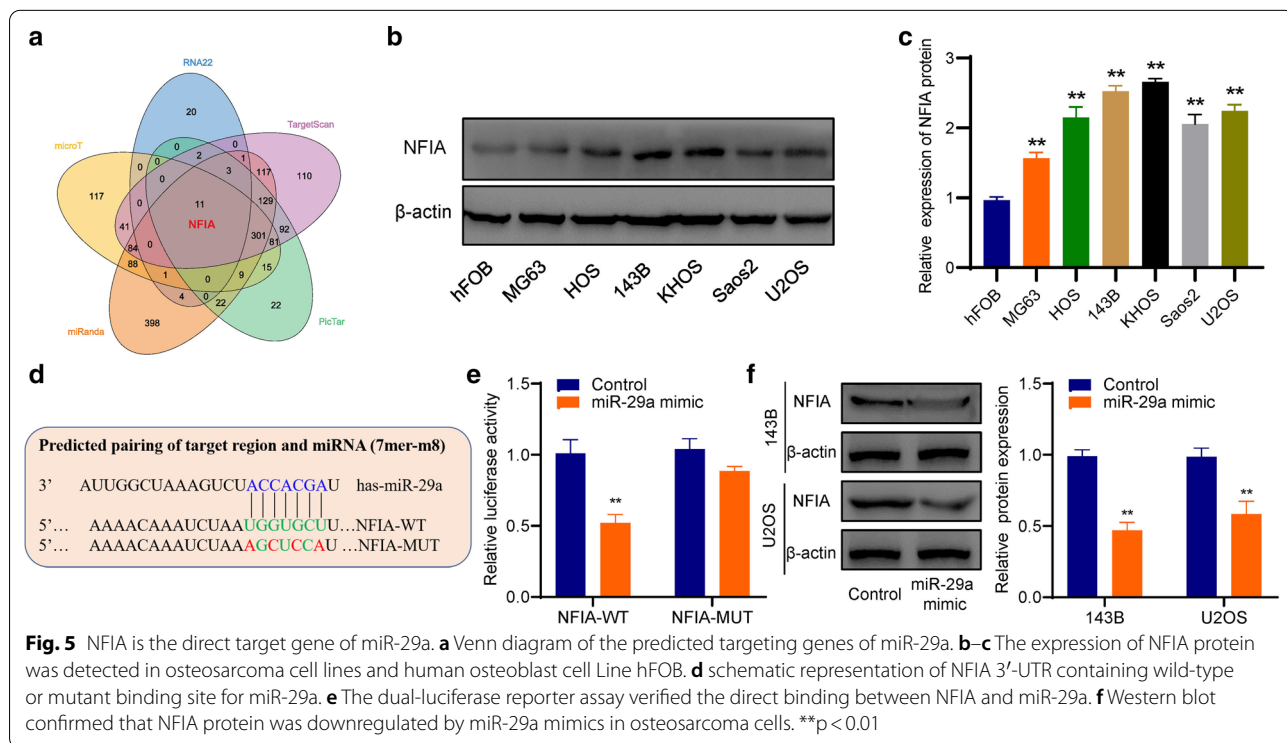 a
RNA22
20
TargetScan
microT
0
0
0
0
2
1
0
0
3
117
110
117
0
11
129
0
NFIA
92
41
301
81
84
0
88
15
1
9
0
4
0
22
22
398
miRanda
PicTar
b
NFIA
β-actin
hFOB
MG63
HOS
143B
KHOS
Saos2
U2OS
c
Relative expression of NFIA protein
3
2
1
0
**
**
**
**
**
**
hFOB
MG63
HOS
143B
KHOS
Saos2
U2OS
d
Predicted pairing of target region and miRNA (7mer-m8)
3’ AUUGGCUAAAGUCUACCACGAU has-miR-29a
5’… AAAACAAAUCUAAUGGUGCUU…NFIA-WT
5’… AAAACAAAUCUAAAGCUCCAU …NFIA-MUT
e
Control
miR-29a mimic
Relative luciferase activity
1.5
1.0
0.5
0.0
**
NFIA-WT NFIA-MUT
f
143B
NFIA
β-actin
U2OS
NFIA
β-actin
Control miR-29a mimic
Control
miR-29a mimic
Relative protein expression
1.5
1.0
0.5
0.0
**
**
143B U2OS
Fig. 5 NFIA is the direct target gene of miR-29a. a Venn diagram of the predicted targeting genes of miR-29a. b–c The expression of NFIA protein
was detected in osteosarcoma cell lines and human osteoblast cell Line hFOB. d schematic representation of NFIA 3′-UTR containing wild-type
or mutant binding site for miR-29a. e The dual-luciferase reporter assay verified the direct binding between NFIA and miR-29a. f Western blot
confirmed that NFIA protein was downregulated by miR-29a mimics in osteosarcoma cells. **p < 0.01